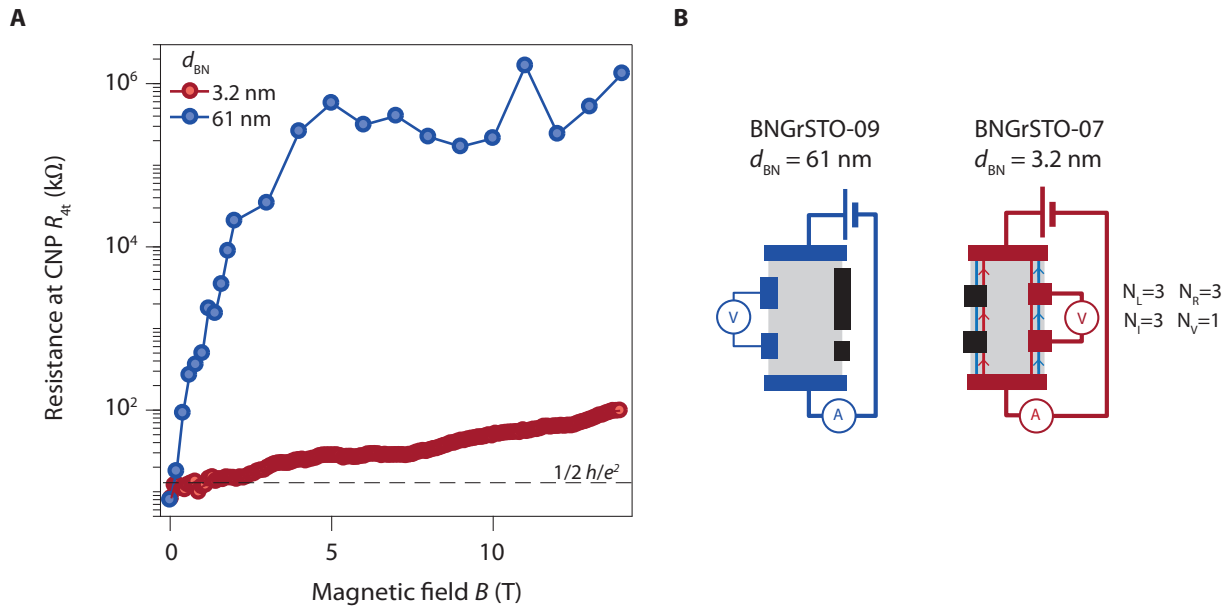 A
B
d_BN
3.2 nm
61 nm
10^6
10^4
10^2
1/2 h/e^2
0
5
10
Resistance at CNP R_4t (kΩ)
Magnetic field B (T)
BNGrSTO-09
d_BN = 61 nm
V
A
BNGrSTO-07
d_BN = 3.2 nm
V
A
N_L=3 N_R=3
N_I=3 N_V=1